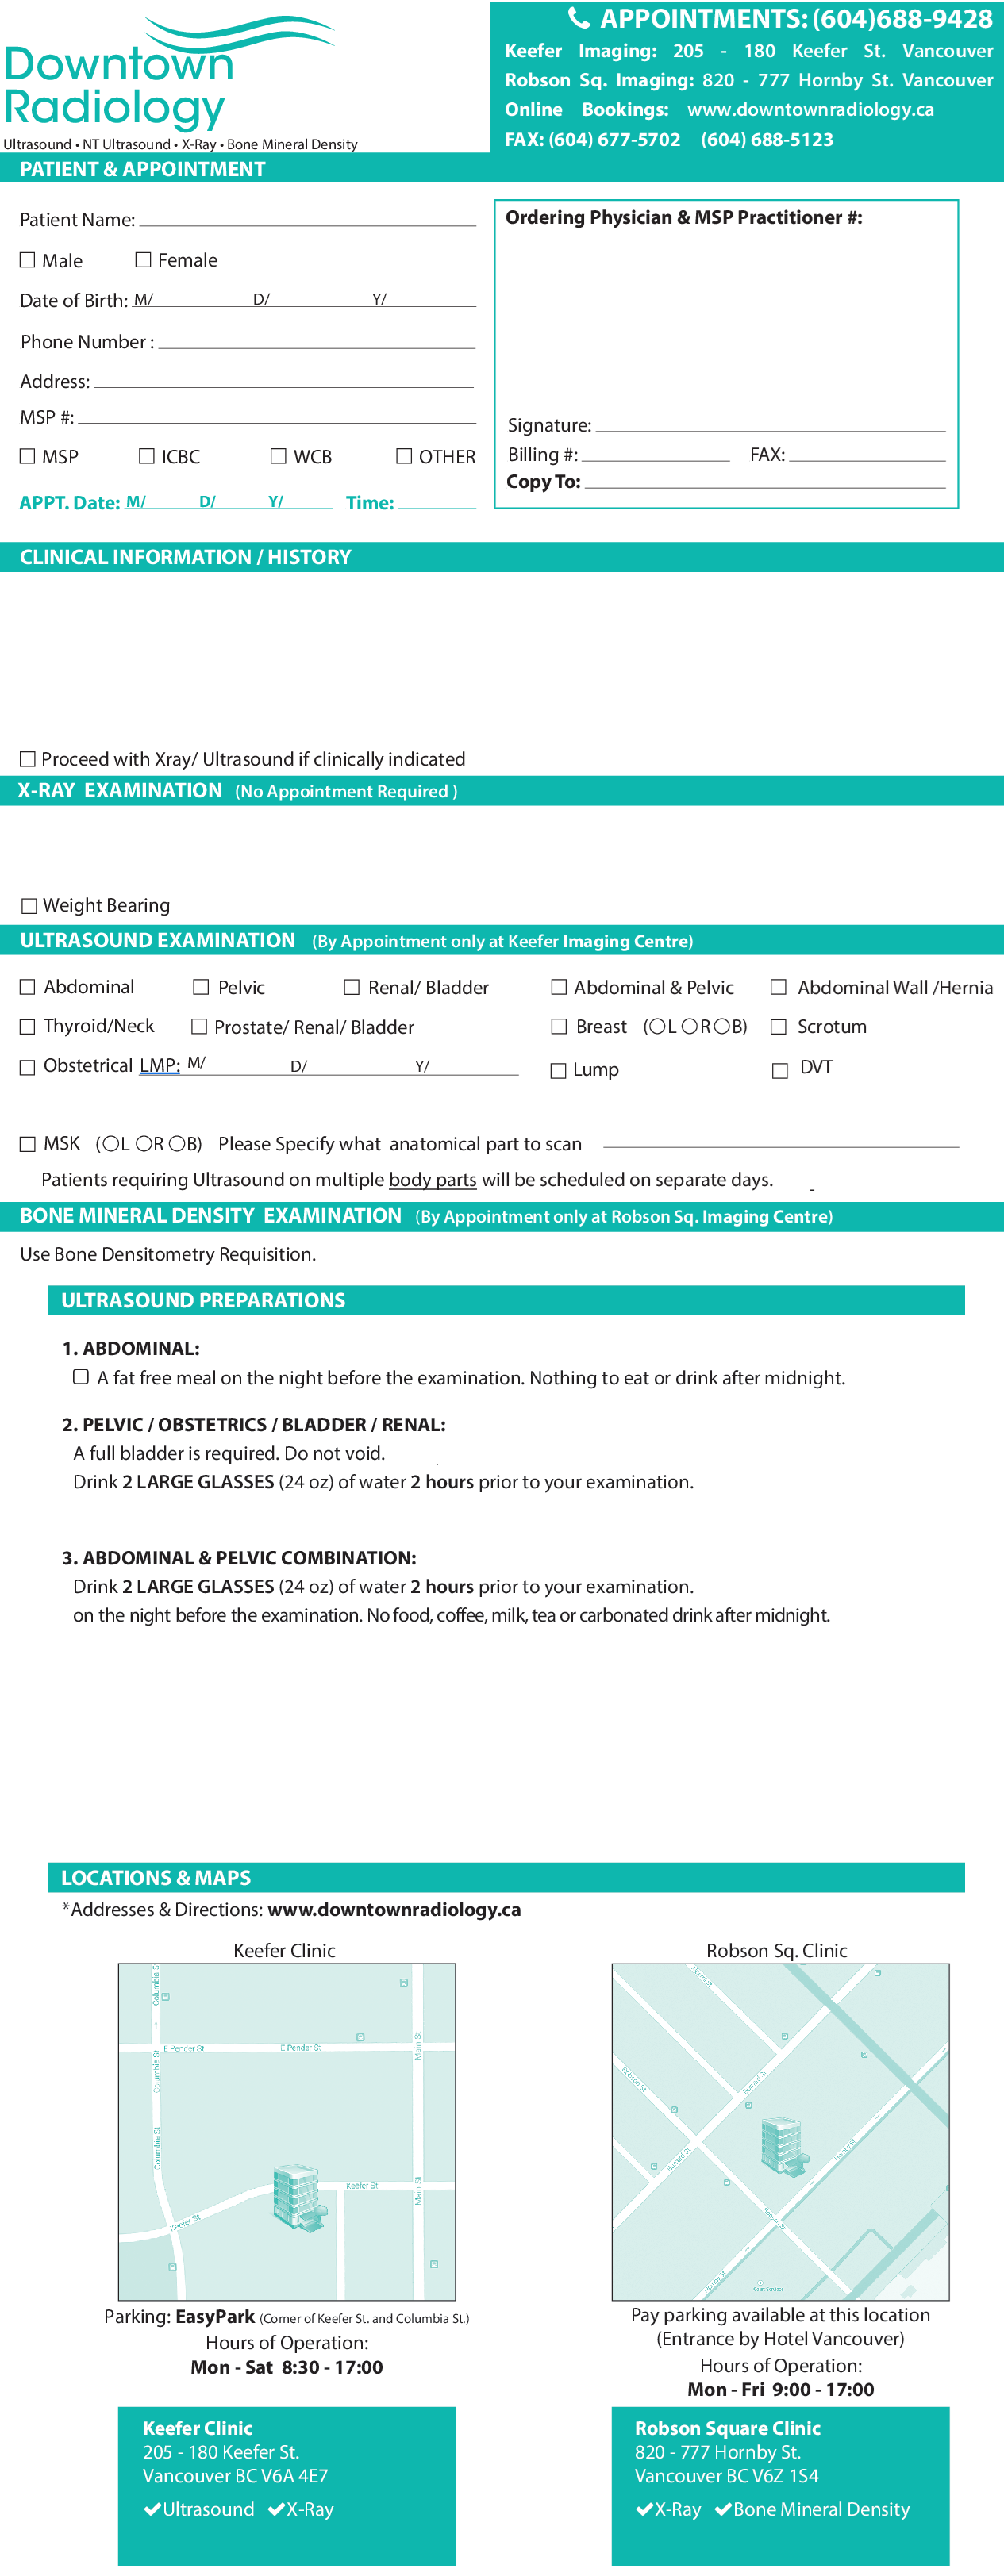 Downtown
Radiology
Ultrasound • NT Ultrasound • X-Ray • Bone Mineral Density
APPOINTMENTS: (604)688-9428
Keefer Imaging: 205 - 180 Keefer St. Vancouver
Robson Sq. Imaging: 820 - 777 Hornby St. Vancouver
Online Bookings: www.downtownradiology.ca
FAX: (604) 677-5702 (604) 688-5123
PATIENT & APPOINTMENT
Patient Name:
☐ Male ☐ Female
Date of Birth: M/ D/ Y/
Phone Number :
Address:
MSP #:
☐ MSP ☐ ICBC ☐ WCB ☐ OTHER
APPT. Date: M/ D/ Y/ Time:
Ordering Physician & MSP Practitioner #:
Signature:
Billing #: FAX:
Copy To:
CLINICAL INFORMATION / HISTORY
☐ Proceed with Xray/ Ultrasound if clinically indicated
X-RAY EXAMINATION (No Appointment Required )
☐ Weight Bearing
ULTRASOUND EXAMINATION (By Appointment only at Keefer Imaging Centre)
☐ Abdominal ☐ Pelvic ☐ Renal/ Bladder ☐ Abdominal & Pelvic ☐ Abdominal Wall /Hernia
☐ Thyroid/Neck ☐ Prostate/ Renal/ Bladder ☐ Breast (○L ○R ○B) ☐ Scrotum
☐ Obstetrical LMP: M/ D/ Y/ ☐ Lump ☐ DVT
☐ MSK (○L ○R ○B) Please Specify what anatomical part to scan
Patients requiring Ultrasound on multiple body parts will be scheduled on separate days.
BONE MINERAL DENSITY EXAMINATION (By Appointment only at Robson Sq. Imaging Centre)
Use Bone Densitometry Requisition.
ULTRASOUND PREPARATIONS
1. ABDOMINAL:
☐ A fat free meal on the night before the examination. Nothing to eat or drink after midnight.
2. PELVIC / OBSTETRICS / BLADDER / RENAL:
A full bladder is required. Do not void.
Drink 2 LARGE GLASSES (24 oz) of water 2 hours prior to your examination.
3. ABDOMINAL & PELVIC COMBINATION:
Drink 2 LARGE GLASSES (24 oz) of water 2 hours prior to your examination.
on the night before the examination. No food, coffee, milk, tea or carbonated drink after midnight.
LOCATIONS & MAPS
*Addresses & Directions: www.downtownradiology.ca
Keefer Clinic
Columbia S
E Pender St
E Pender St
Main St
Columbia St
Columbia St
Keefer St
Main St
Keefer St
Parking: EasyPark (Corner of Keefer St. and Columbia St.)
Hours of Operation:
Mon - Sat 8:30 - 17:00
Robson Sq. Clinic
Robson St
Burrard St
Burrard St
Hornby St
Robson St
Hornby St
Pay parking available at this location
(Entrance by Hotel Vancouver)
Hours of Operation:
Mon - Fri 9:00 - 17:00
Keefer Clinic
205 - 180 Keefer St.
Vancouver BC V6A 4E7
✔Ultrasound ✔X-Ray
Robson Square Clinic
820 - 777 Hornby St.
Vancouver BC V6Z 1S4
✔X-Ray ✔Bone Mineral Density